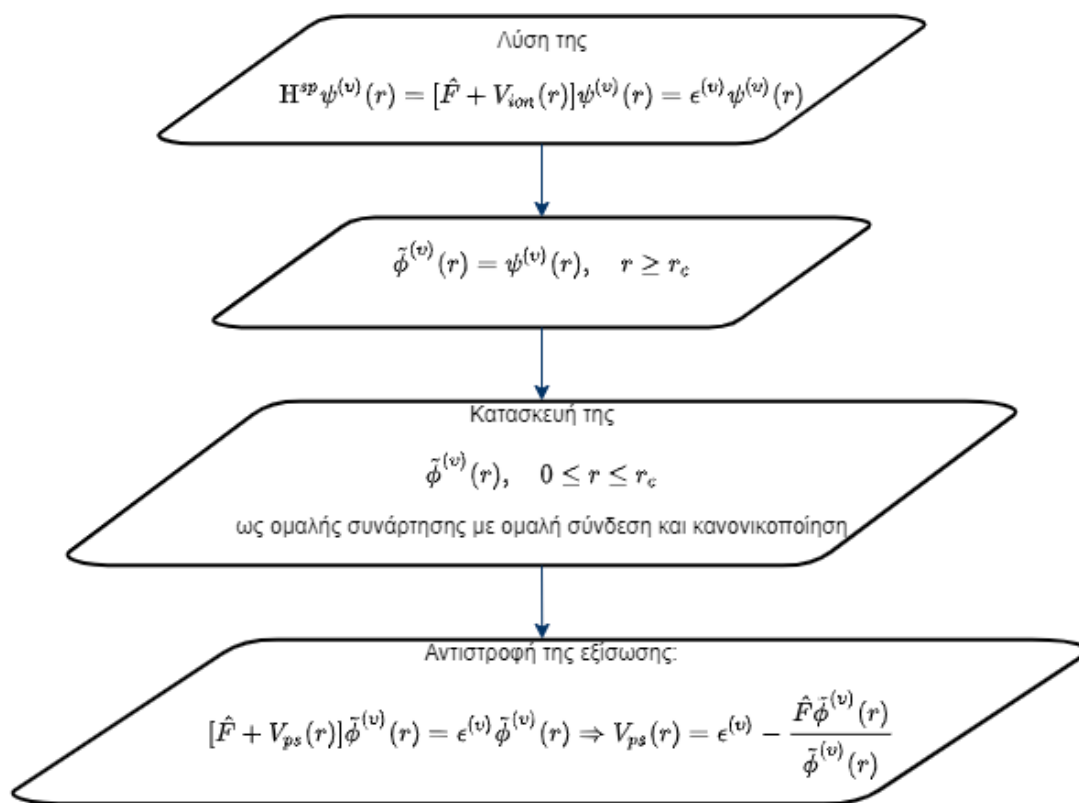 Λύση της
H^{sp}ψ^{(υ)}(r) = [F̂ + V_{ion}(r)]ψ^{(υ)}(r) = ϵ^{(υ)}ψ^{(υ)}(r)
ϕ̃^{(υ)}(r) = ψ^{(υ)}(r), r ≥ r_c
Κατασκευή της
ϕ̃^{(υ)}(r), 0 ≤ r ≤ r_c
ως ομαλής συνάρτησης με ομαλή σύνδεση και κανονικοποίηση
Αντιστροφή της εξίσωσης:
[F̂ + V_{ps}(r)]ϕ̃^{(υ)}(r) = ϵ^{(υ)}ϕ̃^{(υ)}(r) ⇒ V_{ps}(r) = ϵ^{(υ)} − \frac{F̂ϕ̃^{(υ)}(r)}{ϕ̃^{(υ)}(r)}